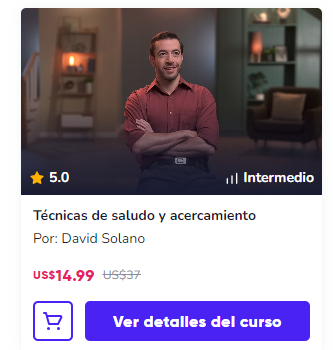 5.0
Intermedio
Técnicas de saludo y acercamiento
Por: David Solano
US$14.99 US$37
Ver detalles del curso